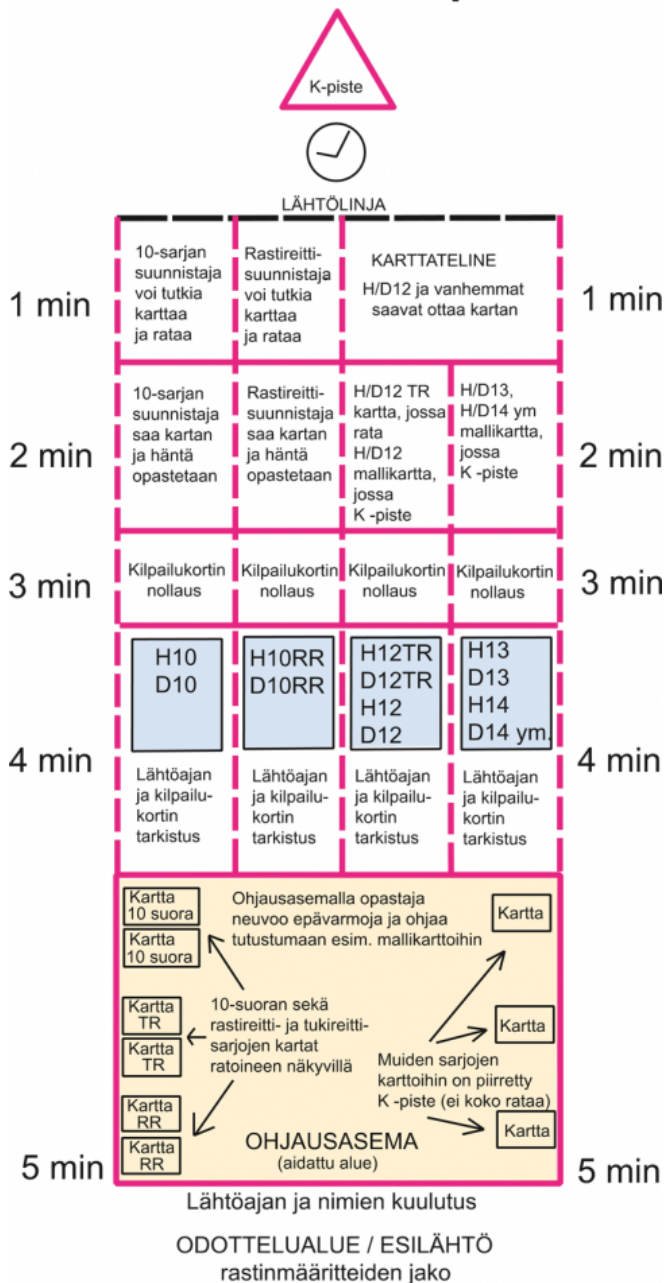 K-piste
LÄHTÖLINJA
1 min
10-sarjan
suunnistaja
voi tutkia
karttaa
ja rataa
Rastireitti-
suunnistaja
voi tutkia
karttaa
ja rataa
KARTTATELINE
H/D12 ja vanhemmat
saavat ottaa kartan
1 min
2 min
10-sarjan
suunnistaja
saa kartan
ja häntä
opastetaan
Rastireitti-
suunnistaja
saa kartan
ja häntä
opastetaan
H/D12 TR
kartta, jossa
rata
H/D12
mallikartta,
jossa
K -piste
H/D13,
H/D14 ym
mallikartta,
jossa
K -piste
2 min
3 min
Kilpailukortin
nollaus
Kilpailukortin
nollaus
Kilpailukortin
nollaus
Kilpailukortin
nollaus
3 min
4 min
H10
D10
Lähtöajan
ja kilpailu-
kortin
tarkistus
H10RR
D10RR
Lähtöajan
ja kilpailu-
kortin
tarkistus
H12TR
D12TR
H12
D12
Lähtöajan
ja kilpailu-
kortin
tarkistus
H13
D13
H14
D14 ym.
Lähtöajan
ja kilpailu-
kortin
tarkistus
4 min
Kartta
10 suora
Kartta
10 suora
Ohjausasemalla opastaja
neuvoo epävarmoja ja ohjaa
tutustumaan esim. mallikarttoihin
Kartta
Kartta
TR
Kartta
TR
10-suoran sekä
rastireitti- ja tukireitti-
sarjojen kartat
ratoineen näkyvillä
Kartta
Muiden sarjojen
karttoihin on piirretty
K -piste (ei koko rataa)
Kartta
RR
Kartta
RR
Kartta
OHJAUSASEMA
(aidattu alue)
5 min
5 min
Lähtöajan ja nimien kuulutus
ODOTTELUALUE / ESILÄHTÖ
rastinmääritteiden jako